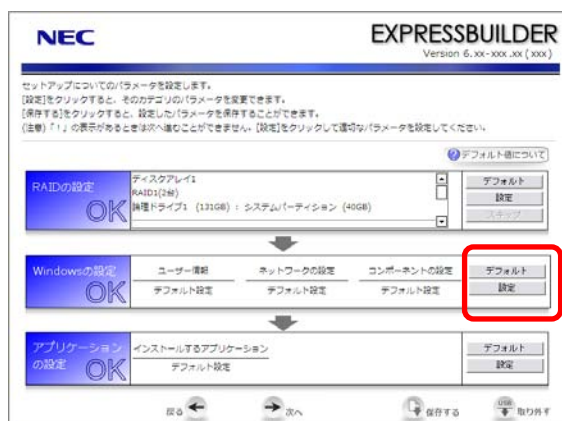 NEC
EXPRESSBUILDER
Version 6.xx-xxx.xx (xxx)
セットアップについてのパラメータを設定します。
[設定]をクリックすると、そのカテゴリのパラメータを変更できます。
[保存する]をクリックすると、設定したパラメータを保存することができます。
(注意)「！」の表示があるときは次へ進むことができません。[設定]をクリックして適切なパラメータを設定してください。
デフォルト値について
RAIDの設定
OK
ディスクアレイ1
RAID1(2台)
論理ドライブ1 (131GB) : システムパーティション (40GB)
デフォルト
設定
スキップ
Windowsの設定
OK
ユーザー情報 ネットワークの設定 コンポーネントの設定
デフォルト設定 デフォルト設定 デフォルト設定
デフォルト
設定
アプリケーション
の設定 OK
インストールするアプリケーション
デフォルト設定
デフォルト
設定
戻る 次へ 保存する USB 取り外す